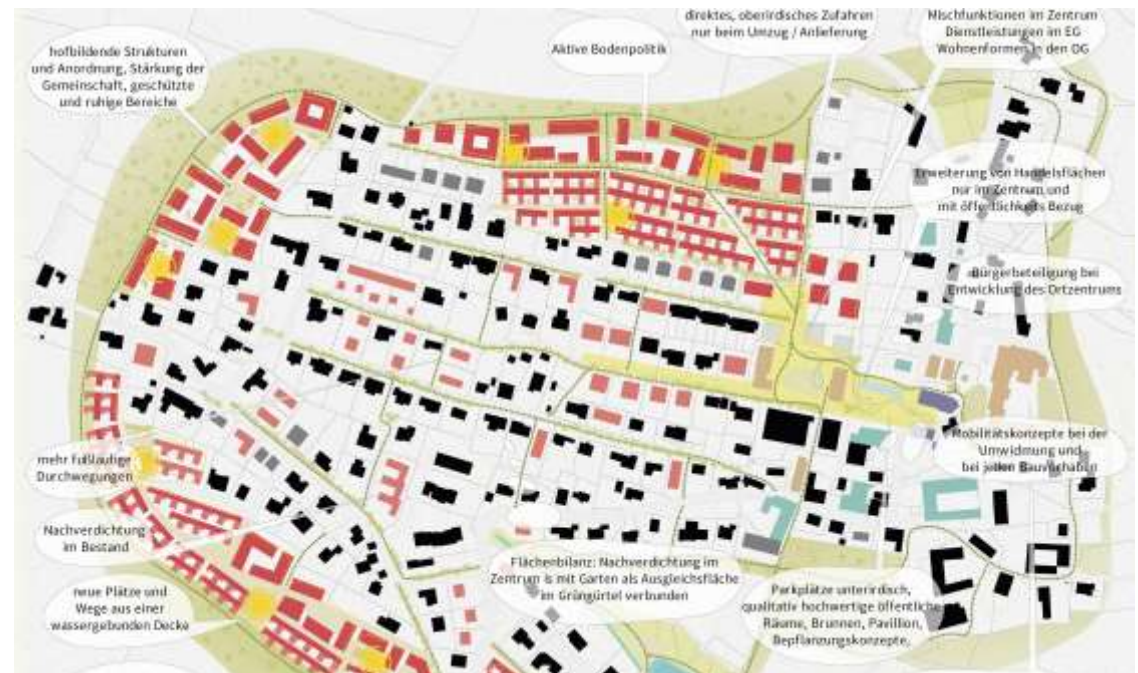 hofbildende Strukturen
und Anordnung, Stärkung der
Gemeinschaft, geschützte
und ruhige Bereiche
Aktive Bodenpolitik
direktes, oberirdisches Zufahren
nur beim Umzug / Anlieferung
Mischfunktionen im Zentrum
Dienstleistungen im EG
Wohnenformen in den OG
Erweiterung von Handelsflächen
nur im Zentrum und
mit öffentlichkeits Bezug
Bürgerbeteiligung bei
Entwicklung des Ortzentrums
Mobilitätskonzepte bei der
Umwidmung und
bei jeden Bauvorhaben
mehr fußläufige
Durchwegungen
Nachverdichtung
im Bestand
neue Plätze und
Wege aus einer
wassergebunden Decke
Flächenbilanz: Nachverdichtung im
Zentrum is mit Garten als Ausgleichsfläche
im Grüngürtel verbunden
Parkplätze unterirdisch,
qualitativ hochwertige öffentliche
Räume, Brunnen, Pavillion,
Bepflanzungskonzepte.